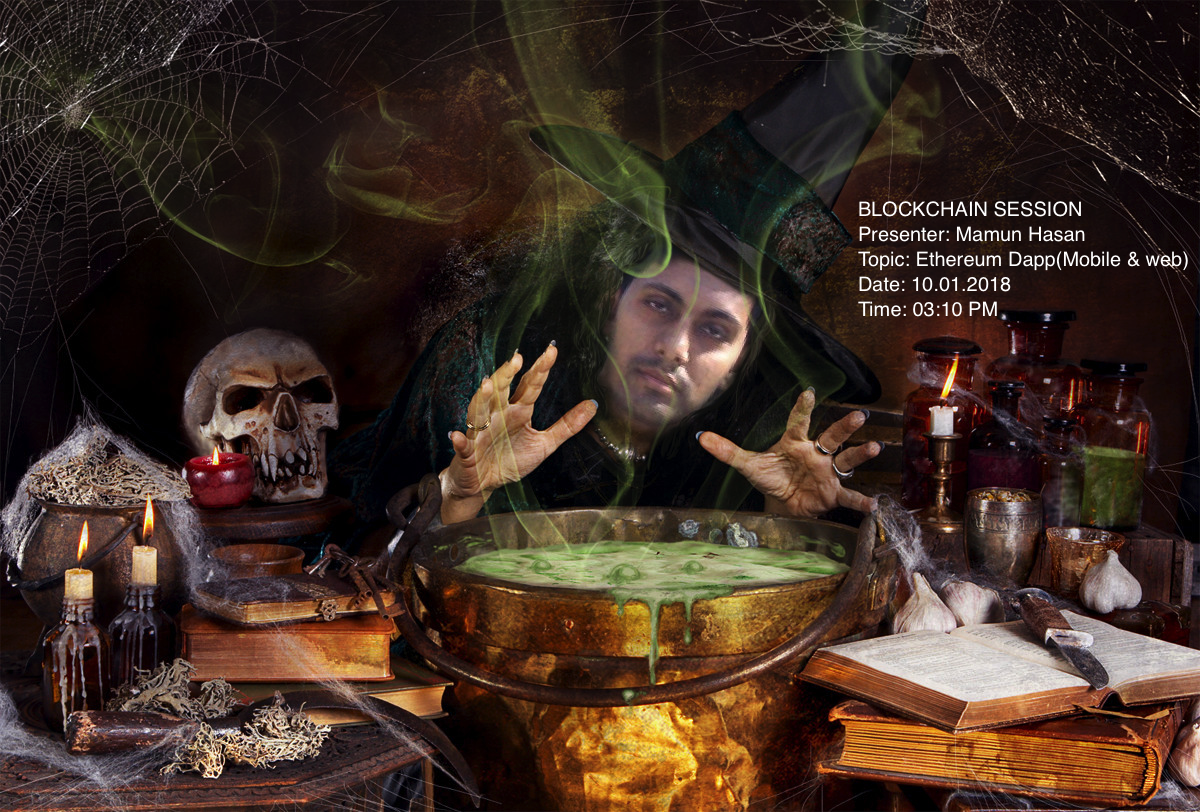 BLOCKCHAIN SESSION
Presenter: Mamun Hasan
Topic: Ethereum Dapp(Mobile & web)
Date: 10.01.2018
Time: 03:10 PM